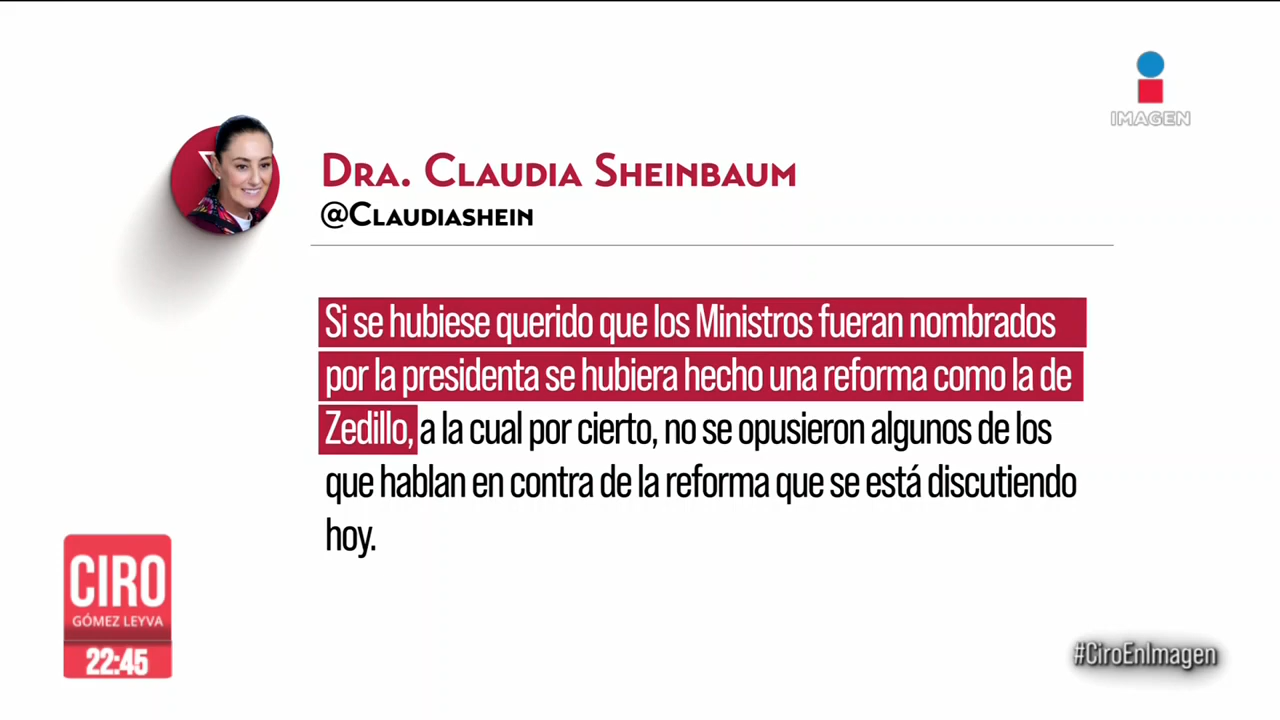 IMAGEN
DRA. CLAUDIA SHEINBAUM
@CLAUDIASHEIN
Si se hubiese querido que los Ministros fueran nombrados
por la presidenta se hubiera hecho una reforma como la de
Zedillo, a la cual por cierto, no se opusieron algunos de los
que hablan en contra de la reforma que se está discutiendo
hoy.
CIRO
GÓMEZ LEYVA
22:45
#CiroEnImagen